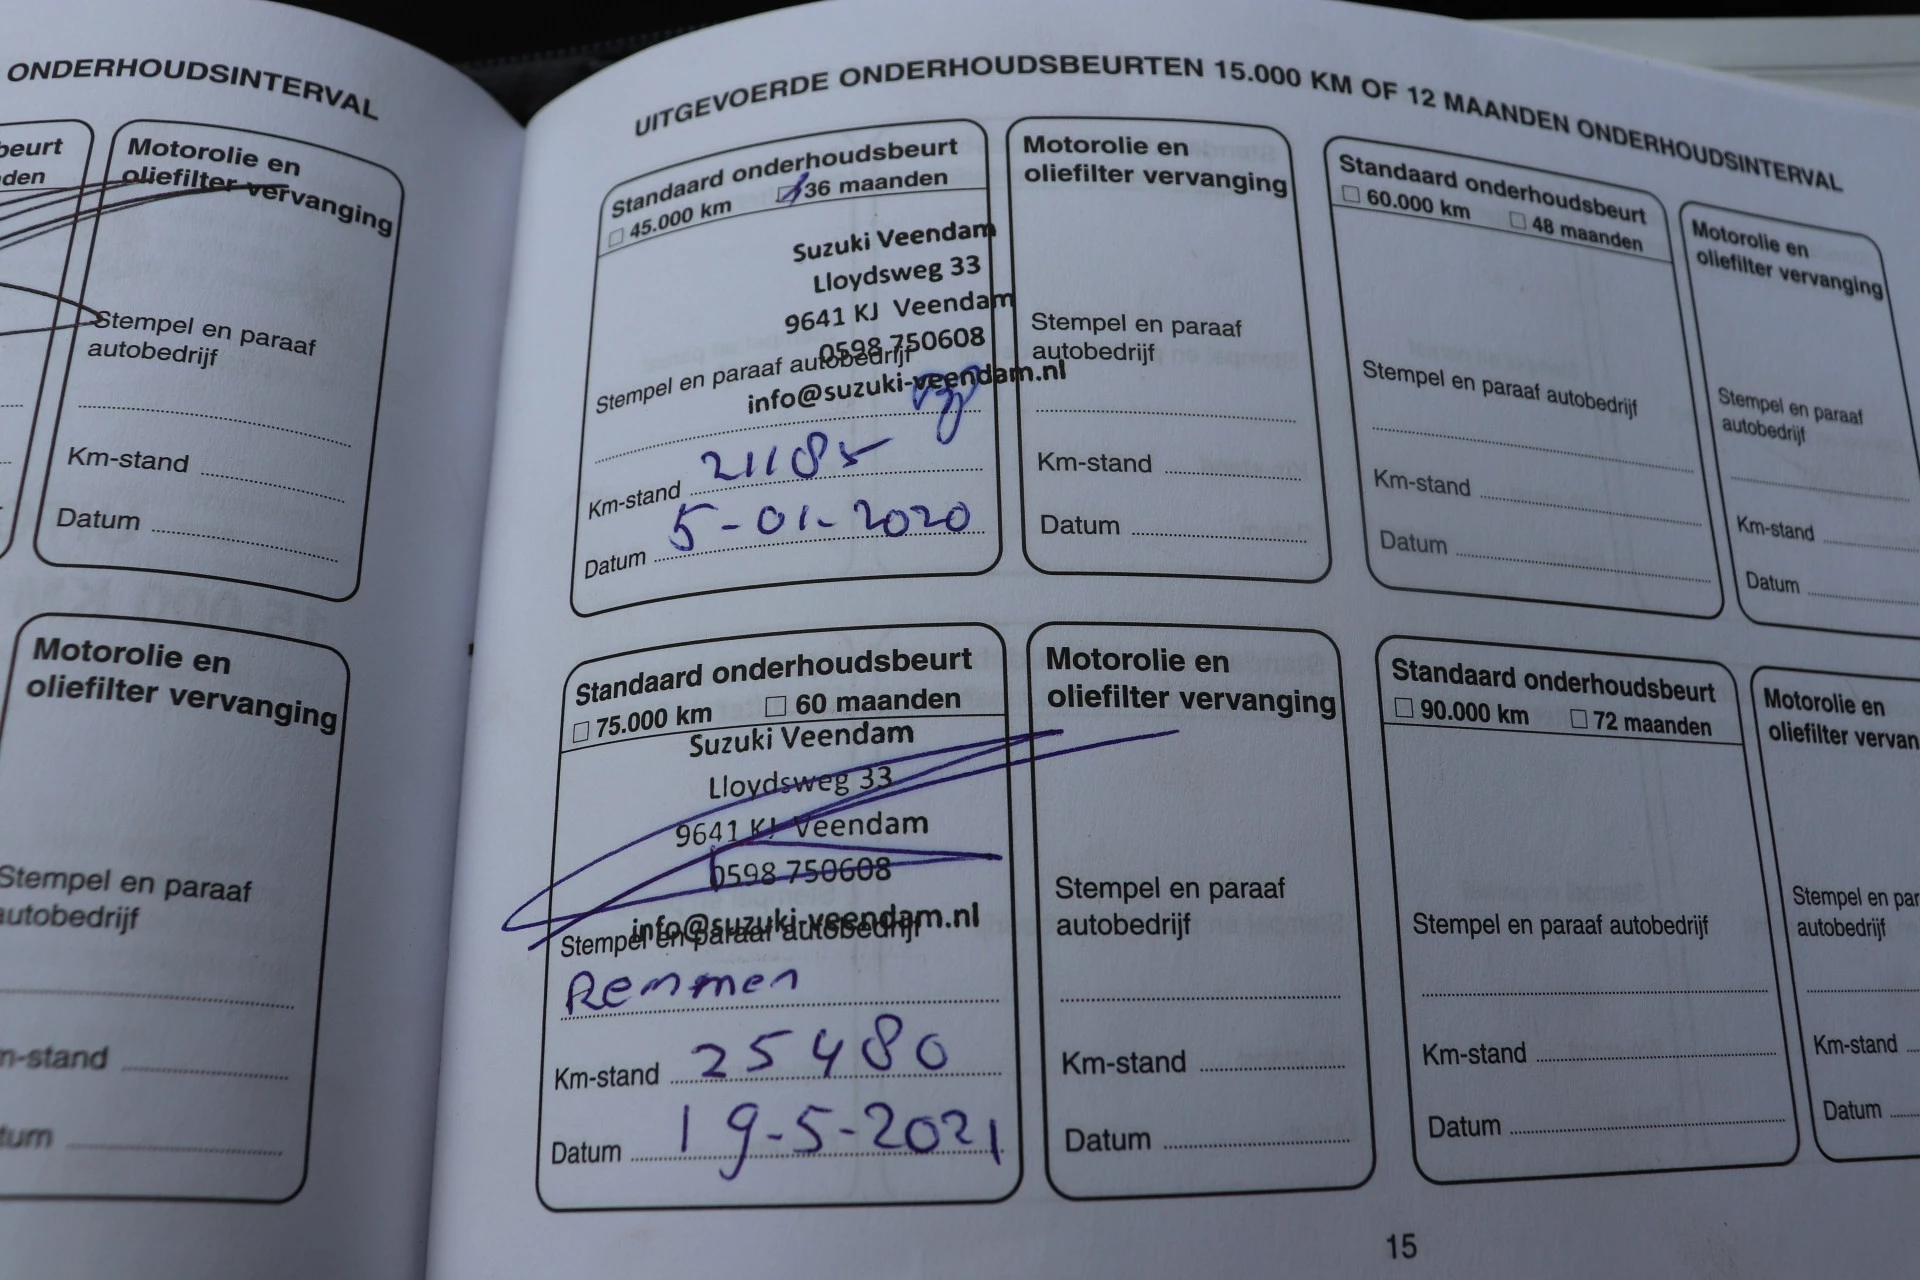 ONDERHOUDSINTERVAL
beurt
den
Motorolie en
oliefilter vervanging
Stempel en paraaf
autobedrijf
Km-stand
Datum
Motorolie en
oliefilter vervanging
Stempel en paraaf
autobedrijf
m-stand
tum
UITGEVOERDE ONDERHOUDSBEURTEN 15.000 KM OF 12 MAANDEN ONDERHOUDSINTERVAL
Standaard onderhoudsbeurt
45.000 km 36 maanden
Suzuki Veendam
Lloydsweg 33
9641 KJ Veendam
0598 750608
Stempel en paraaf autobedrijf
info@suzuki-veendam.nl
Km-stand 21185
Datum 5-01-2020
Motorolie en
oliefilter vervanging
Stempel en paraaf
autobedrijf
Km-stand
Datum
Standaard onderhoudsbeurt
60.000 km 48 maanden
Stempel en paraaf autobedrijf
Km-stand
Datum
Motorolie en
oliefilter vervanging
Stempel en paraaf
autobedrijf
Km-stand
Datum
Standaard onderhoudsbeurt
75.000 km 60 maanden
Suzuki Veendam
Lloydsweg 33
9641 KJ Veendam
0598 750608
info@suzuki-veendam.nl
Stempel en paraaf autobedrijf
Remmen
Km-stand 25480
Datum 19-5-2021
Motorolie en
oliefilter vervanging
Stempel en paraaf
autobedrijf
Km-stand
Datum
Standaard onderhoudsbeurt
90.000 km 72 maanden
Stempel en paraaf autobedrijf
Km-stand
Datum
Motorolie en
oliefilter vervan
Stempel en par
autobedrijf
Km-stand
Datum
15